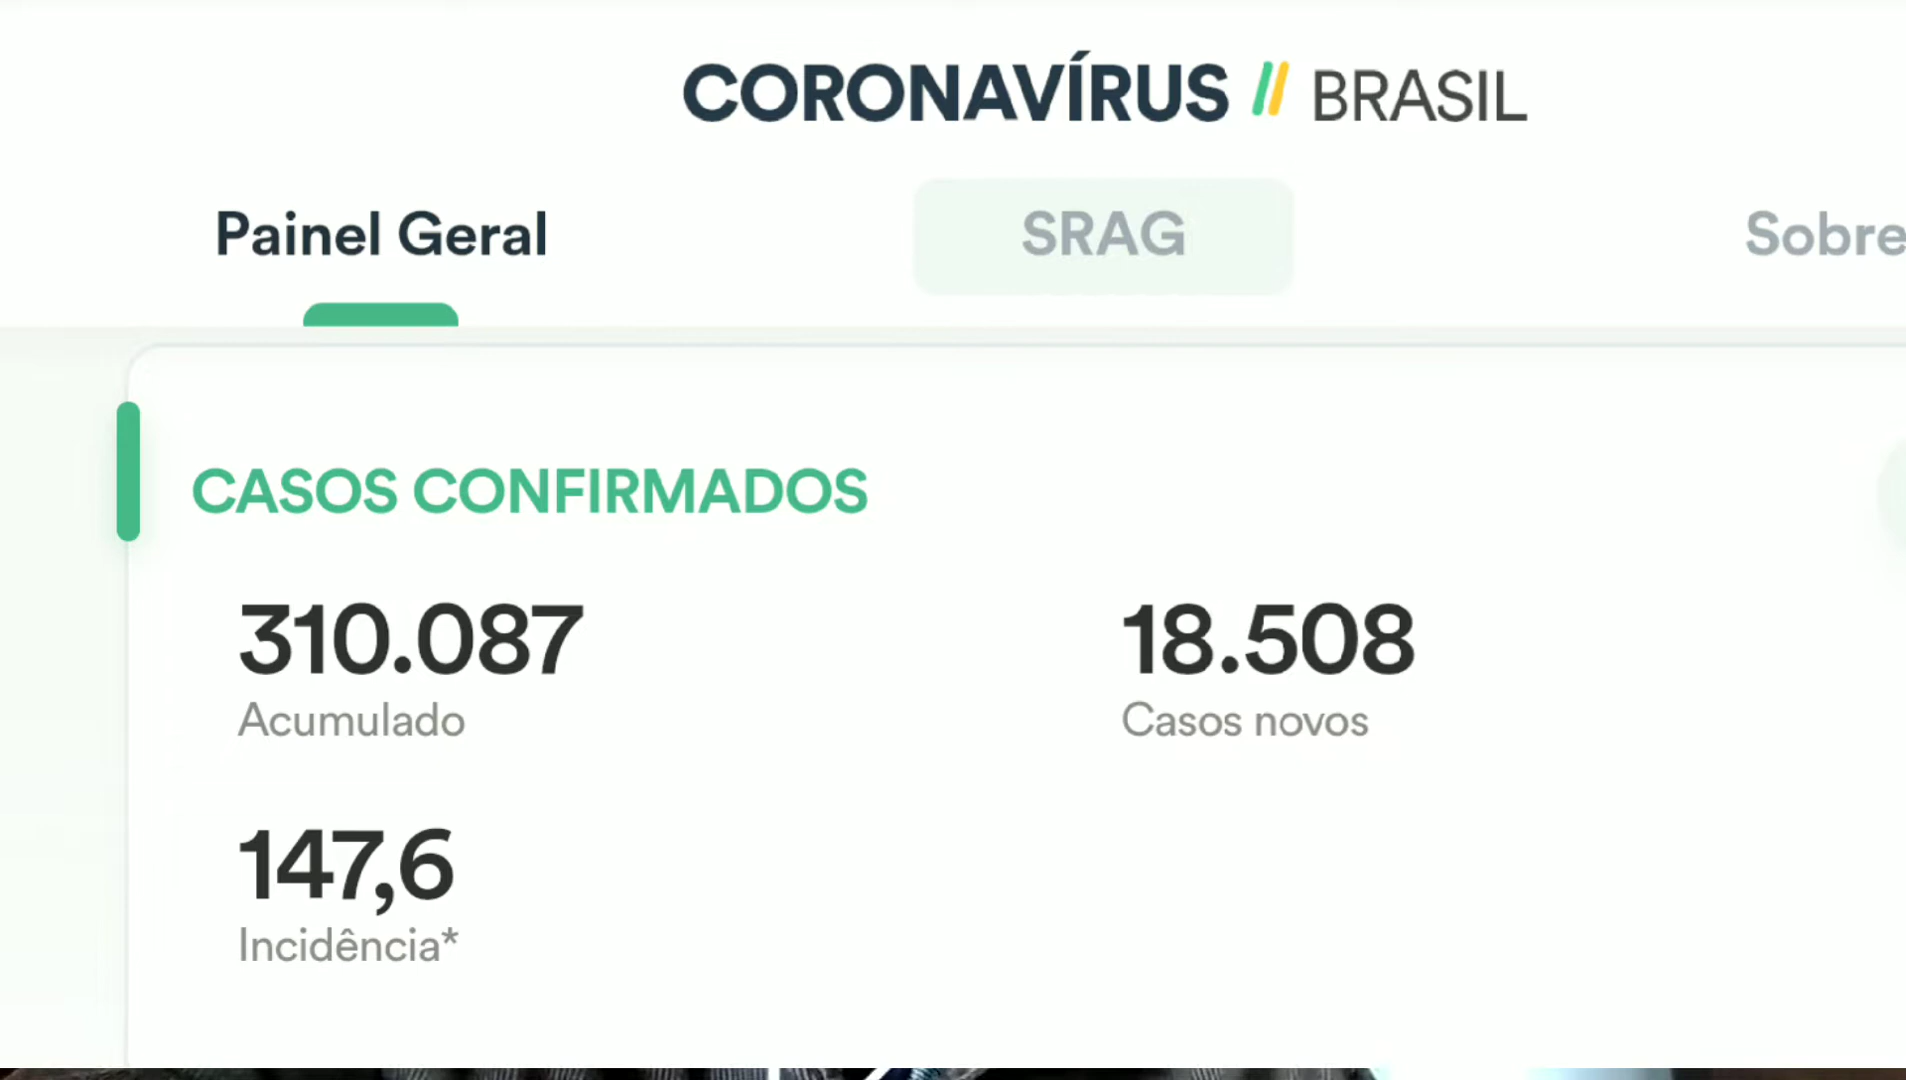 CORONAVÍRUS // BRASIL
Painel Geral
SRAG
Sobre
CASOS CONFIRMADOS
310.087
Acumulado
18.508
Casos novos
147,6
Incidência*